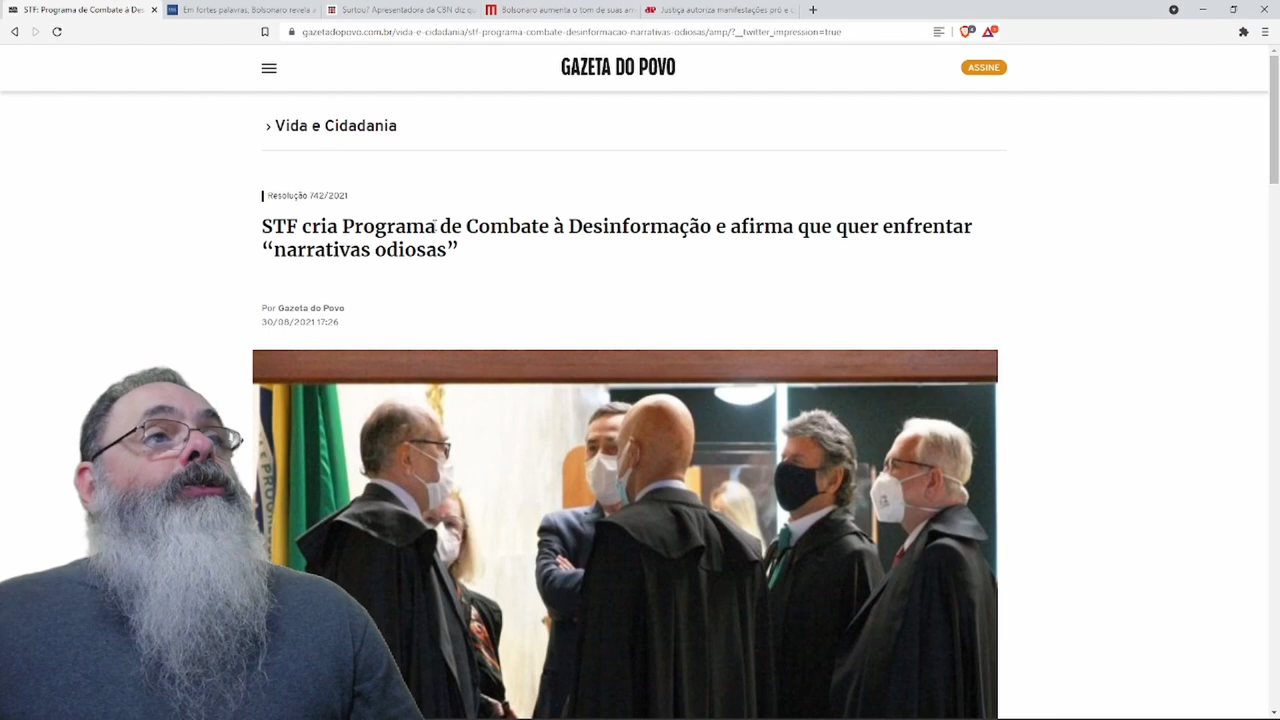 STF: Programa de Combate à Des
Em fortes palavras, Bolsonaro revela a
Surtou? Apresentadora da CBN diz qu
Bolsonaro aumenta o tom de suas am
Justiça autoriza manifestações pró e c
gazetadopovo.com.br/vida-e-cidadania/stf-programa-combate-desinformacao-narrativas-odiosas/amp/?__twitter_impression=true
GAZETA DO POVO
ASSINE
› Vida e Cidadania
Resolução 742/2021
STF cria Programa de Combate à Desinformação e afirma que quer enfrentar
“narrativas odiosas”
Por Gazeta do Povo
30/08/2021 17:26